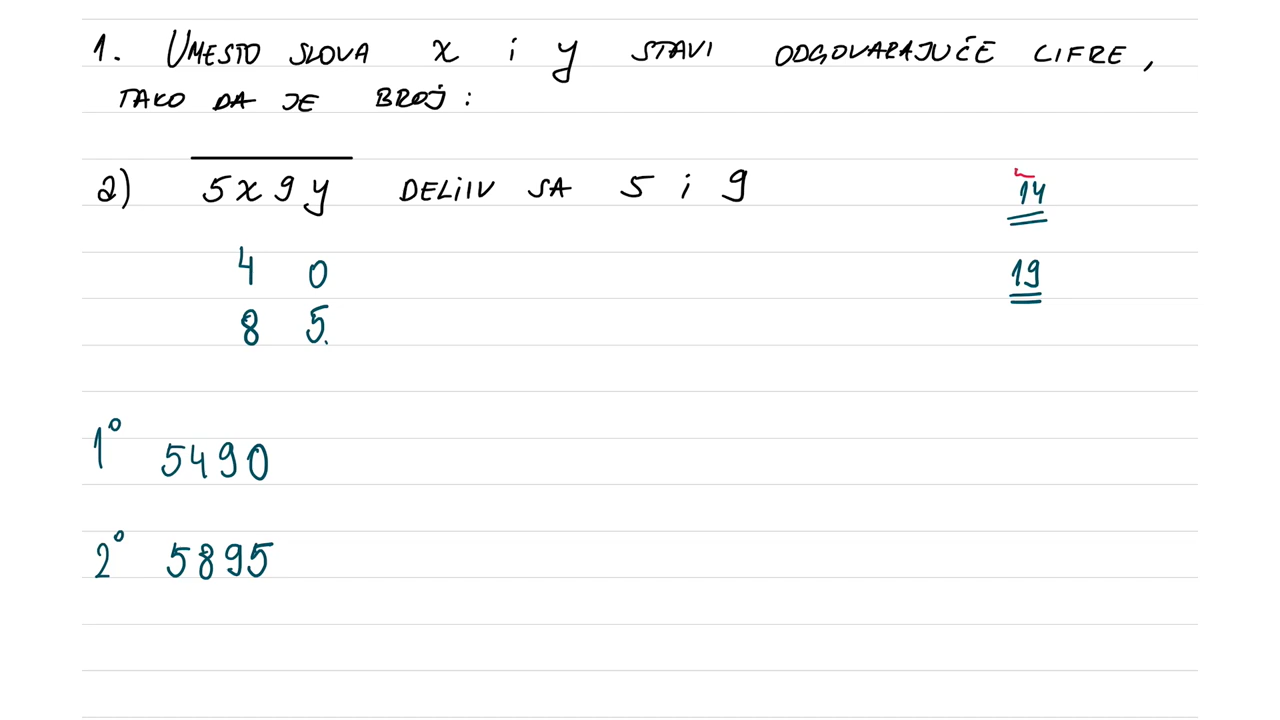 1. UMESTO SLOVA x i y STAVI ODGOVARAJUĆE CIFRE,
TAKO DA JE BROJ:
a) 5x9y DELJIV SA 5 i 9
14
4 0
19
8 5.
1° 5490
2° 5895